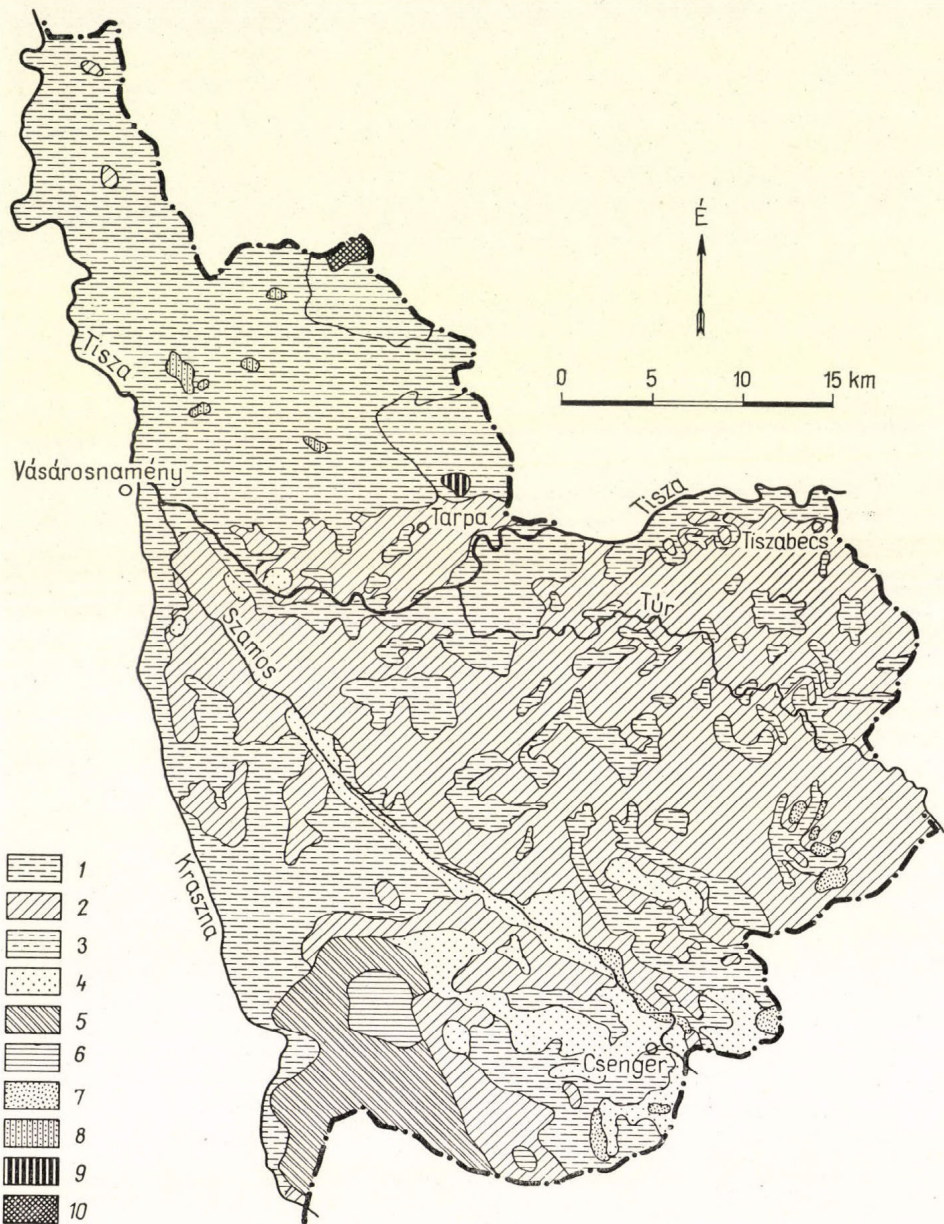 É
0 5 10 15 km
Tisza
Vásárosnamény
Tisza
Tarpa
Tiszabecs
Túr
Szamos
Kraszna
Csenger
1
2
3
4
5
6
7
8
9
10